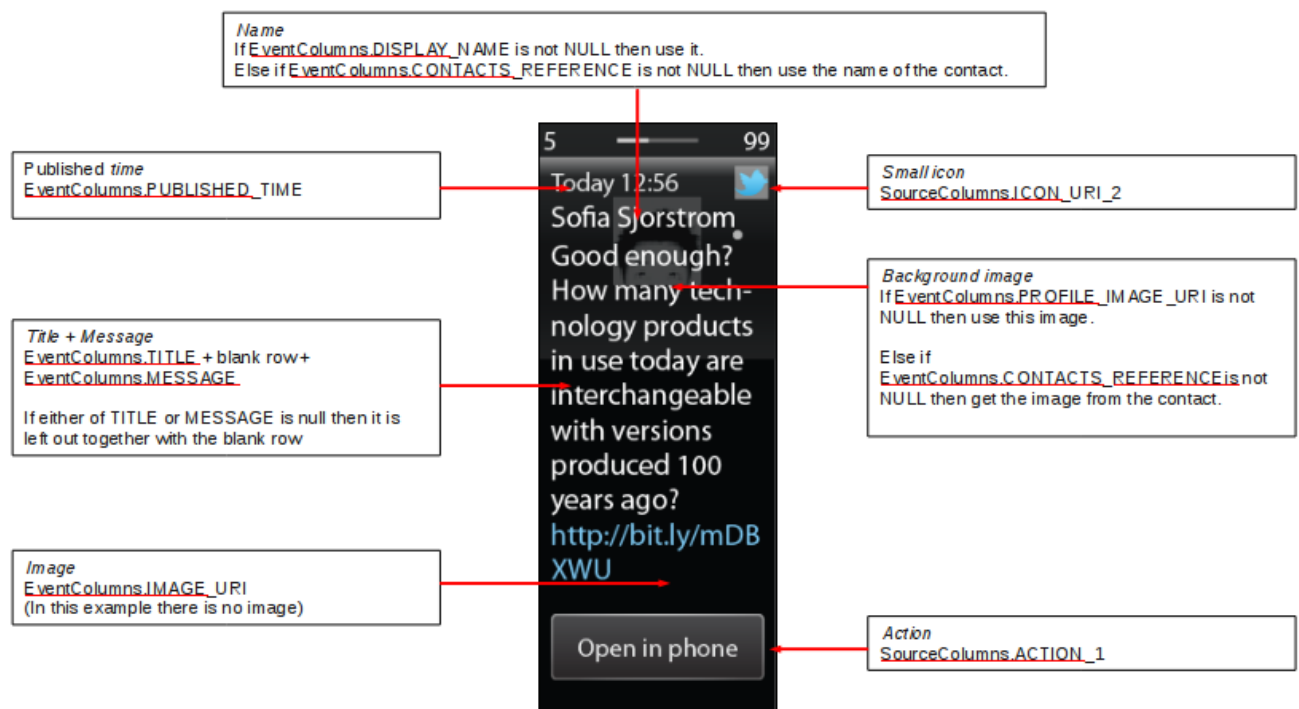 Name
If EventColumns.DISPLAY_NAME is not NULL then use it.
Else if EventColumns.CONTACTS_REFERENCE is not NULL then use the name of the contact.
5 99
Published time
EventColumns.PUBLISHED_TIME
Title + Message
EventColumns.TITLE + blank row+
EventColumns.MESSAGE
If either of TITLE or MESSAGE is null then it is
left out together with the blank row
Image
EventColumns.IMAGE_URI
(In this example there is no image)
Today 12:56
Sofia Sjorstrom
Good enough?
How many tech-
nology products
in use today are
interchangeable
with versions
produced 100
years ago?
http://bit.ly/mDB
XWU
Open in phone
Small icon
SourceColumns.ICON_URI_2
Background image
If EventColumns.PROFILE_IMAGE_URI is not
NULL then use this image.
Else if
EventColumns.CONTACTS_REFERENCE is not
NULL then get the image from the contact.
Action
SourceColumns.ACTION_1